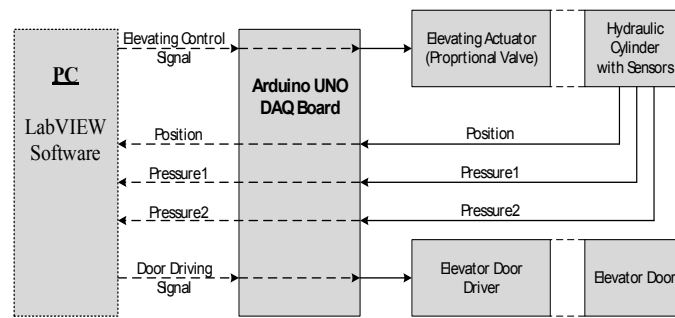 PC
LabVIEW
Software
Elevating Control
Signal
Arduino UNO
DAQ Board
Elevating Actuator
(Proprtional Valve)
Hydraulic
Cylinder
with Sensors
Position
Position
Pressure1
Pressure1
Pressure2
Pressure2
Door Driving
Signal
Elevator Door
Driver
Elevator Door